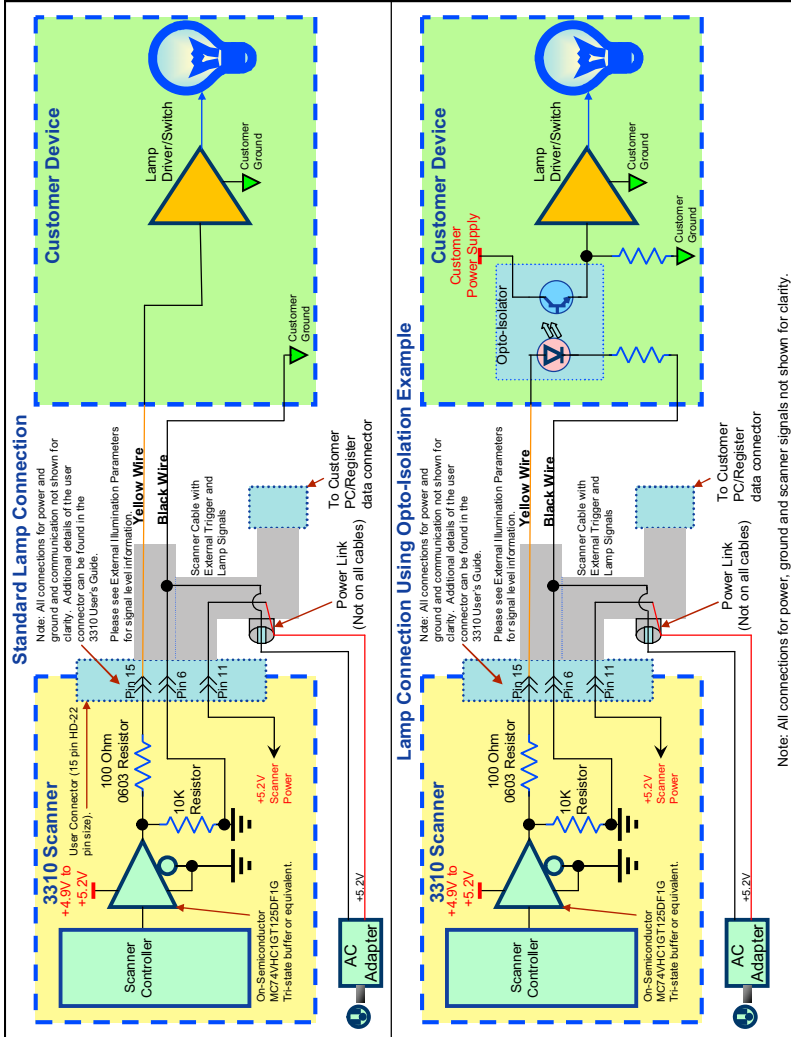 Standard Lamp Connection
3310 Scanner
+4.9V to
+5.2V
User Connector (15 pin HD-22
pin size).
Note: All connections for power and
ground and communication not shown for
clarity. Additional details of the user
connector can be found in the
3310 User's Guide.
Please see External Illumination Parameters
for signal level information.
Customer Device
Lamp
Driver/Switch
Customer
Ground
Customer
Ground
Scanner
Controller
100 Ohm
0603 Resistor
10K
Resistor
Pin 15
Pin 6
Pin 11
Yellow Wire
Black Wire
Scanner Cable with
External Trigger and
Lamp Signals
+5.2V
Scanner
Power
On-Semiconductor
MC74VHC1GT125DF1G
Tri-state buffer or equivalent.
Power Link
(Not on all cables)
To Customer
PC/Register
data connector
AC
Adapter
+5.2V
Lamp Connection Using Opto-Isolation Example
3310 Scanner
+4.9V to
+5.2V
Note: All connections for power and
ground and communication not shown for
clarity. Additional details of the user
connector can be found in the
3310 User's Guide.
Please see External Illumination Parameters
for signal level information.
Customer Device
Customer
Power Supply
Opto-Isolator
Lamp
Driver/Switch
Customer
Ground
Customer
Ground
Scanner
Controller
100 Ohm
0603 Resistor
10K
Resistor
Pin 15
Pin 6
Pin 11
Yellow Wire
Black Wire
Scanner Cable with
External Trigger and
Lamp Signals
+5.2V
Scanner
Power
On-Semiconductor
MC74VHC1GT125DF1G
Tri-state buffer or equivalent.
Power Link
(Not on all cables)
To Customer
PC/Register
data connector
AC
Adapter
+5.2V
Note: All connections for power, ground and scanner signals not shown for clarity.